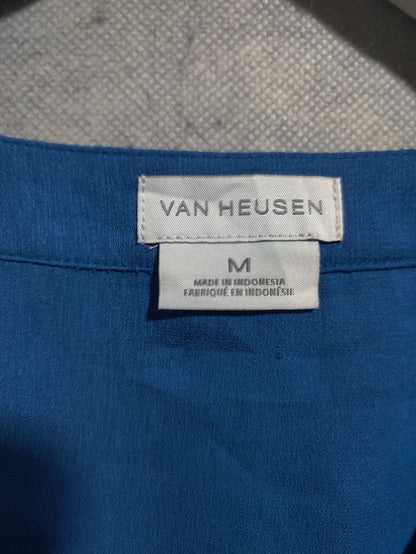 VAN HEUSEN
M
MADE IN INDONESIA
FABRIQUÉ EN INDONÉSIE